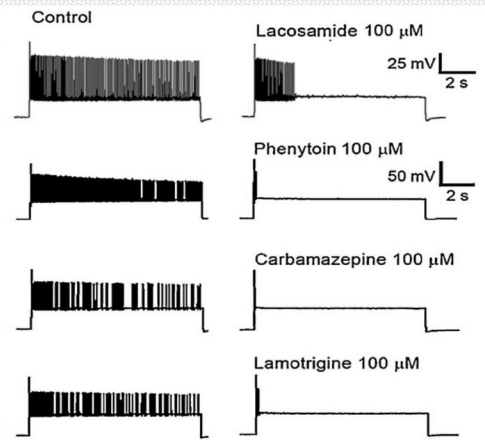 Control
Lacosamide 100 µM
25 mV
2 s
Phenytoin 100 µM
50 mV
2 s
Carbamazepine 100 µM
Lamotrigine 100 µM